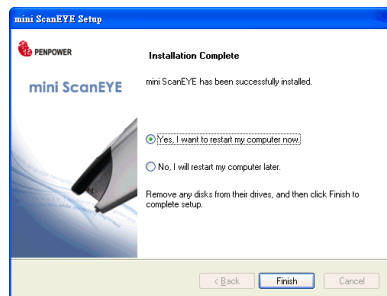 mini ScanEYE Setup
PENPOWER
mini ScanEYE
Installation Complete
mini ScanEYE has been successfully installed.
Yes, I want to restart my computer now.
No, I will restart my computer later.
Remove any disks from their drives, and then click Finish to
complete setup.
< Back
Finish
Cancel